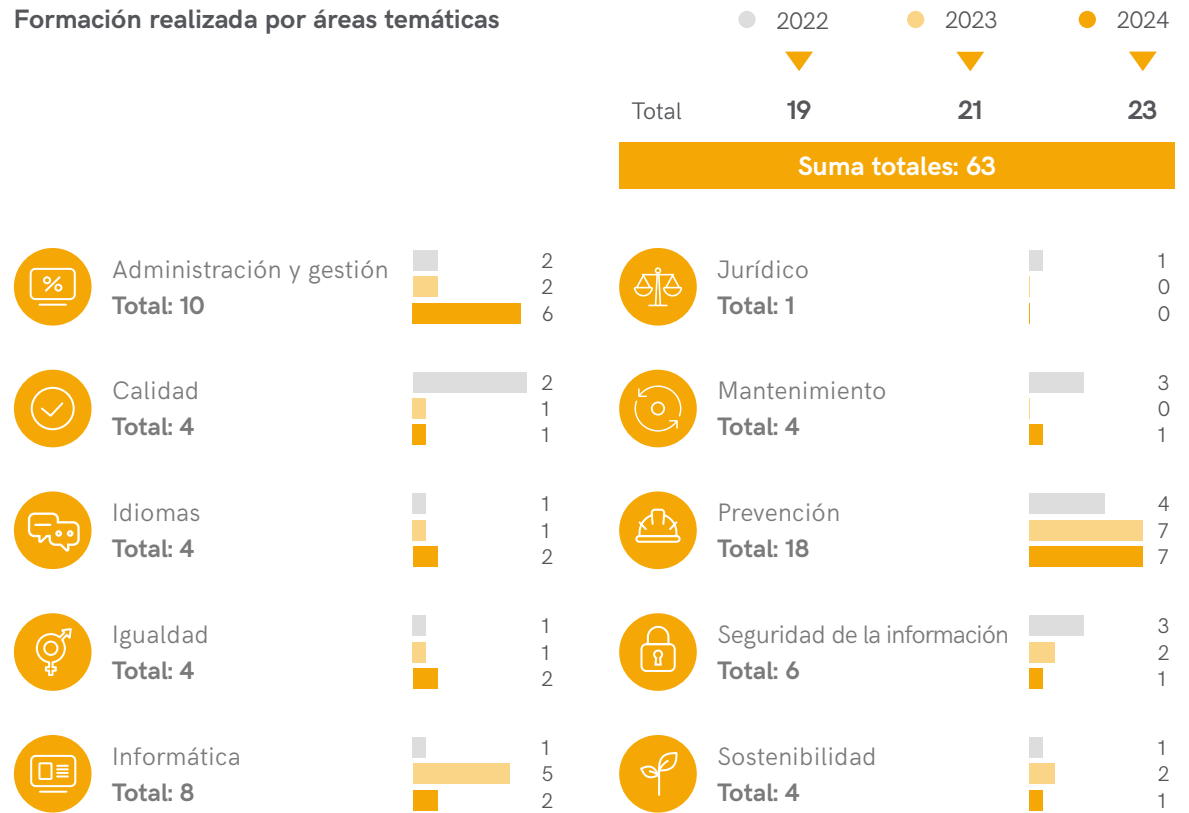 Formación realizada por áreas temáticas
2022 2023 2024
Total 19 21 23
Suma totales: 63
%
Administración y gestión
Total: 10
2
2
6
Calidad
Total: 4
2
1
1
Idiomas
Total: 4
1
1
2
Igualdad
Total: 4
1
1
2
Informática
Total: 8
1
5
2
Jurídico
Total: 1
1
0
0
Mantenimiento
Total: 4
3
0
1
Prevención
Total: 18
4
7
7
Seguridad de la información
Total: 6
3
2
1
Sostenibilidad
Total: 4
1
2
1